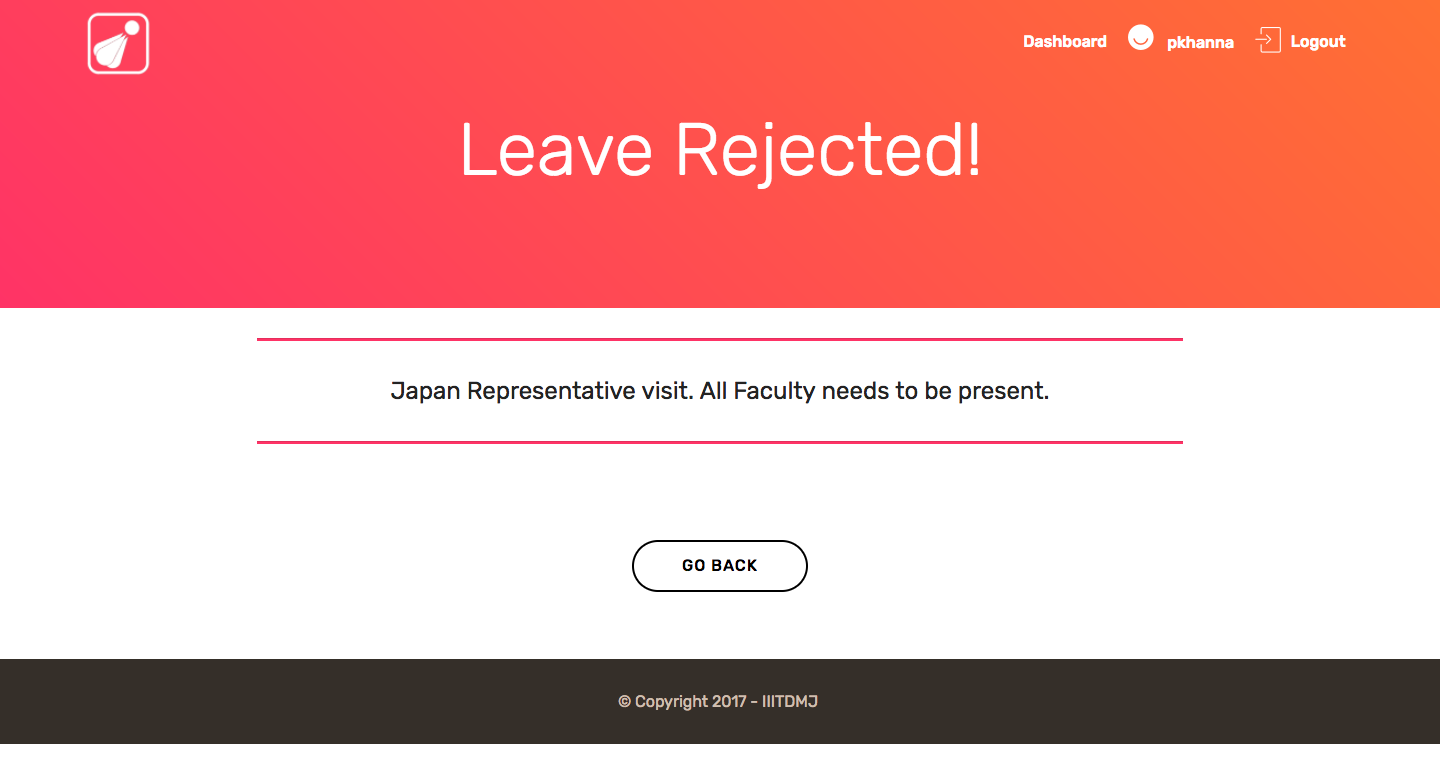 Dashboard pkhanna Logout
Leave Rejected!
Japan Representative visit. All Faculty needs to be present.
GO BACK
© Copyright 2017 - IIITDMJ